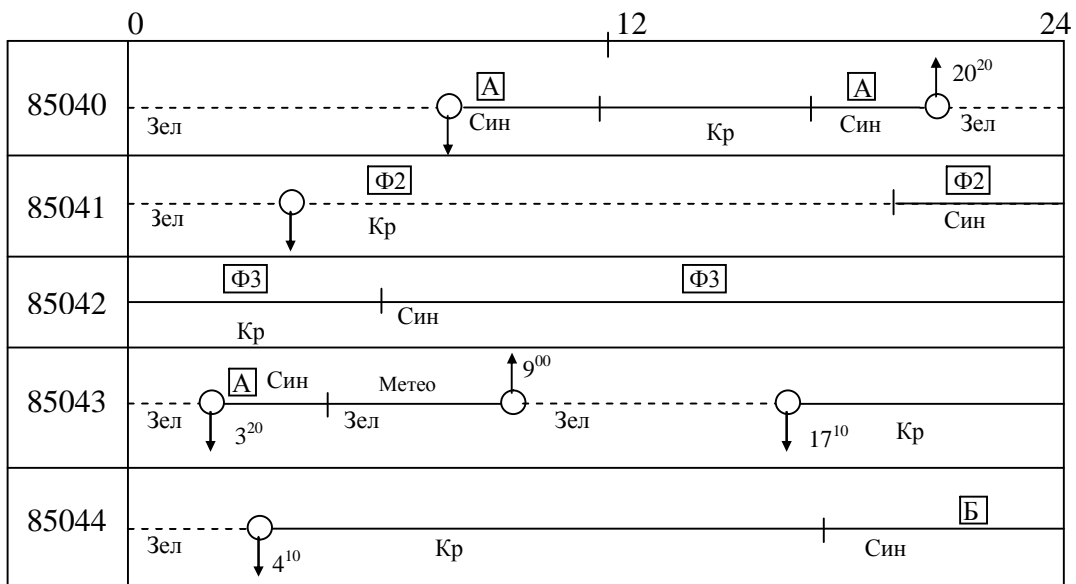 0 12 24
85040 Зел А Син Кр А Син 20²⁰ Зел
85041 Зел Ф2 Кр Ф2 Син
85042 Ф3 Кр Син Ф3
85043 Зел 3²⁰ А Син Зел Метео 9⁰⁰ Зел 17¹⁰ Кр
85044 Зел 4¹⁰ Кр Син Б